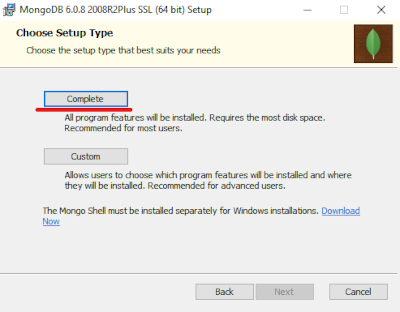 MongoDB 6.0.8 2008R2Plus SSL (64 bit) Setup
Choose Setup Type
Choose the setup type that best suits your needs
Complete
All program features will be installed. Requires the most disk space.
Recommended for most users.
Custom
Allows users to choose which program features will be installed and where
they will be installed. Recommended for advanced users.
The Mongo Shell must be installed separately for Windows installations. Download
Now
Back Next Cancel